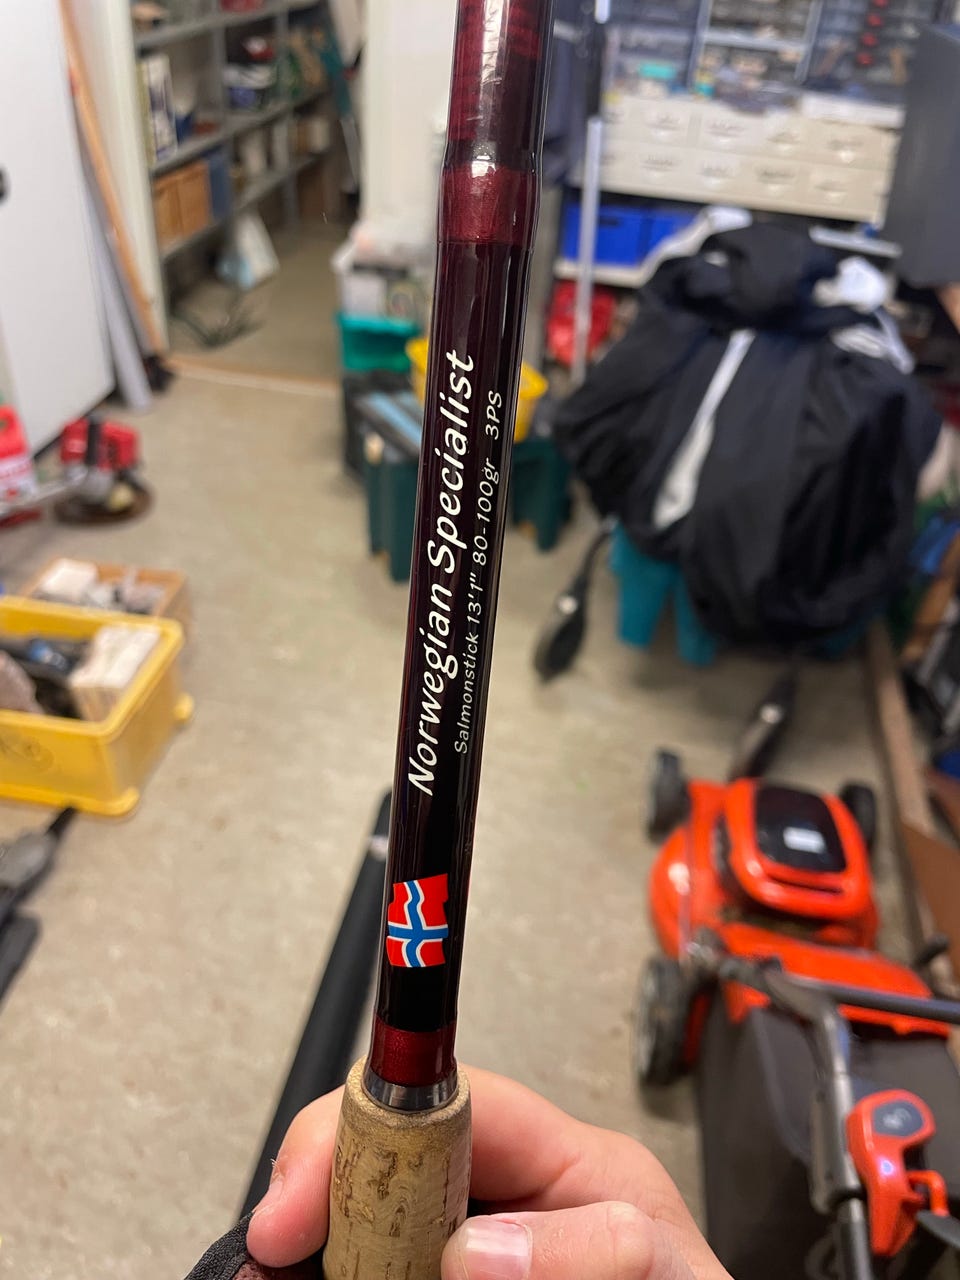 Norwegian Specialist
Salmonstick 13'1" 80-100gr 3PS